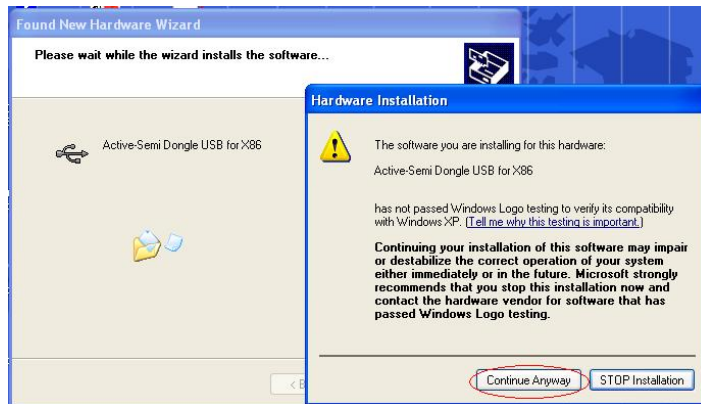 Found New Hardware Wizard
Please wait while the wizard installs the software...
Active-Semi Dongle USB for X86
< B
Hardware Installation
The software you are installing for this hardware:
Active-Semi Dongle USB for X86
has not passed Windows Logo testing to verify its compatibility
with Windows XP. (Tell me why this testing is important.)
Continuing your installation of this software may impair
or destabilize the correct operation of your system
either immediately or in the future. Microsoft strongly
recommends that you stop this installation now and
contact the hardware vendor for software that has
passed Windows Logo testing.
Continue Anyway
STOP Installation